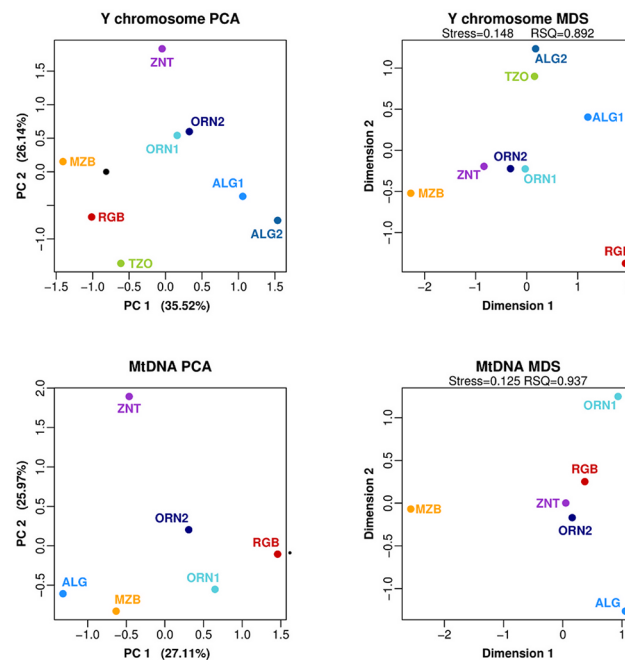 Y chromosome PCA
PC 2 (26.14%)
1.5
1.0
0.5
0.0
−1.0
ZNT
ORN2
ORN1
MZB
ALG1
RGB
ALG2
TZO
−1.5 −1.0 −0.5 0.0 0.5 1.0 1.5
PC 1 (35.52%)
Y chromosome MDS
Stress=0.148 RSQ=0.892
Dimension 2
1.0
0.5
0.0
−0.5
−1.0
ALG2
TZO
ALG1
ORN2
ZNT
ORN1
MZB
RGB
−2 −1 0 1
Dimension 1
MtDNA PCA
PC 2 (25.97%)
2.0
1.5
1.0
0.5
0.0
−0.5
ZNT
ORN2
RGB
ALG
ORN1
MZB
−1.0 −0.5 0.0 0.5 1.0 1.5
PC 1 (27.11%)
MtDNA MDS
Stress=0.125 RSQ=0.937
Dimension 2
1.0
0.5
0.0
−1.0
ORN1
RGB
ZNT
MZB
ORN2
ALG
−2 −1 0 1
Dimension 1